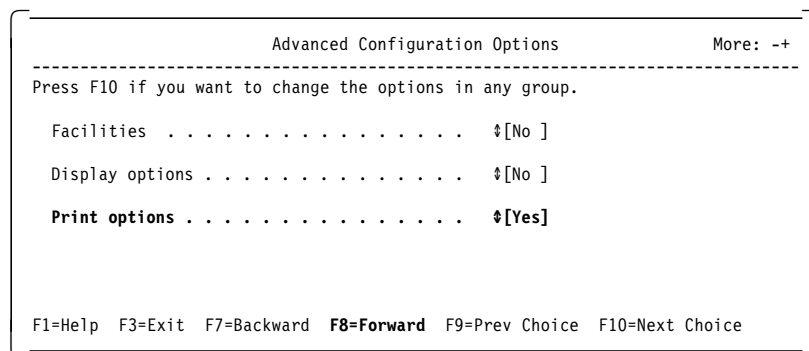 Advanced Configuration Options More: -+
--------------------------------------------------------------------------------
Press F10 if you want to change the options in any group.
Facilities . . . . . . . . . . . . . . . . ⇕[No ]
Display options . . . . . . . . . . . . . . ⇕[No ]
Print options . . . . . . . . . . . . . . . ⇕[Yes]
F1=Help F3=Exit F7=Backward F8=Forward F9=Prev Choice F10=Next Choice